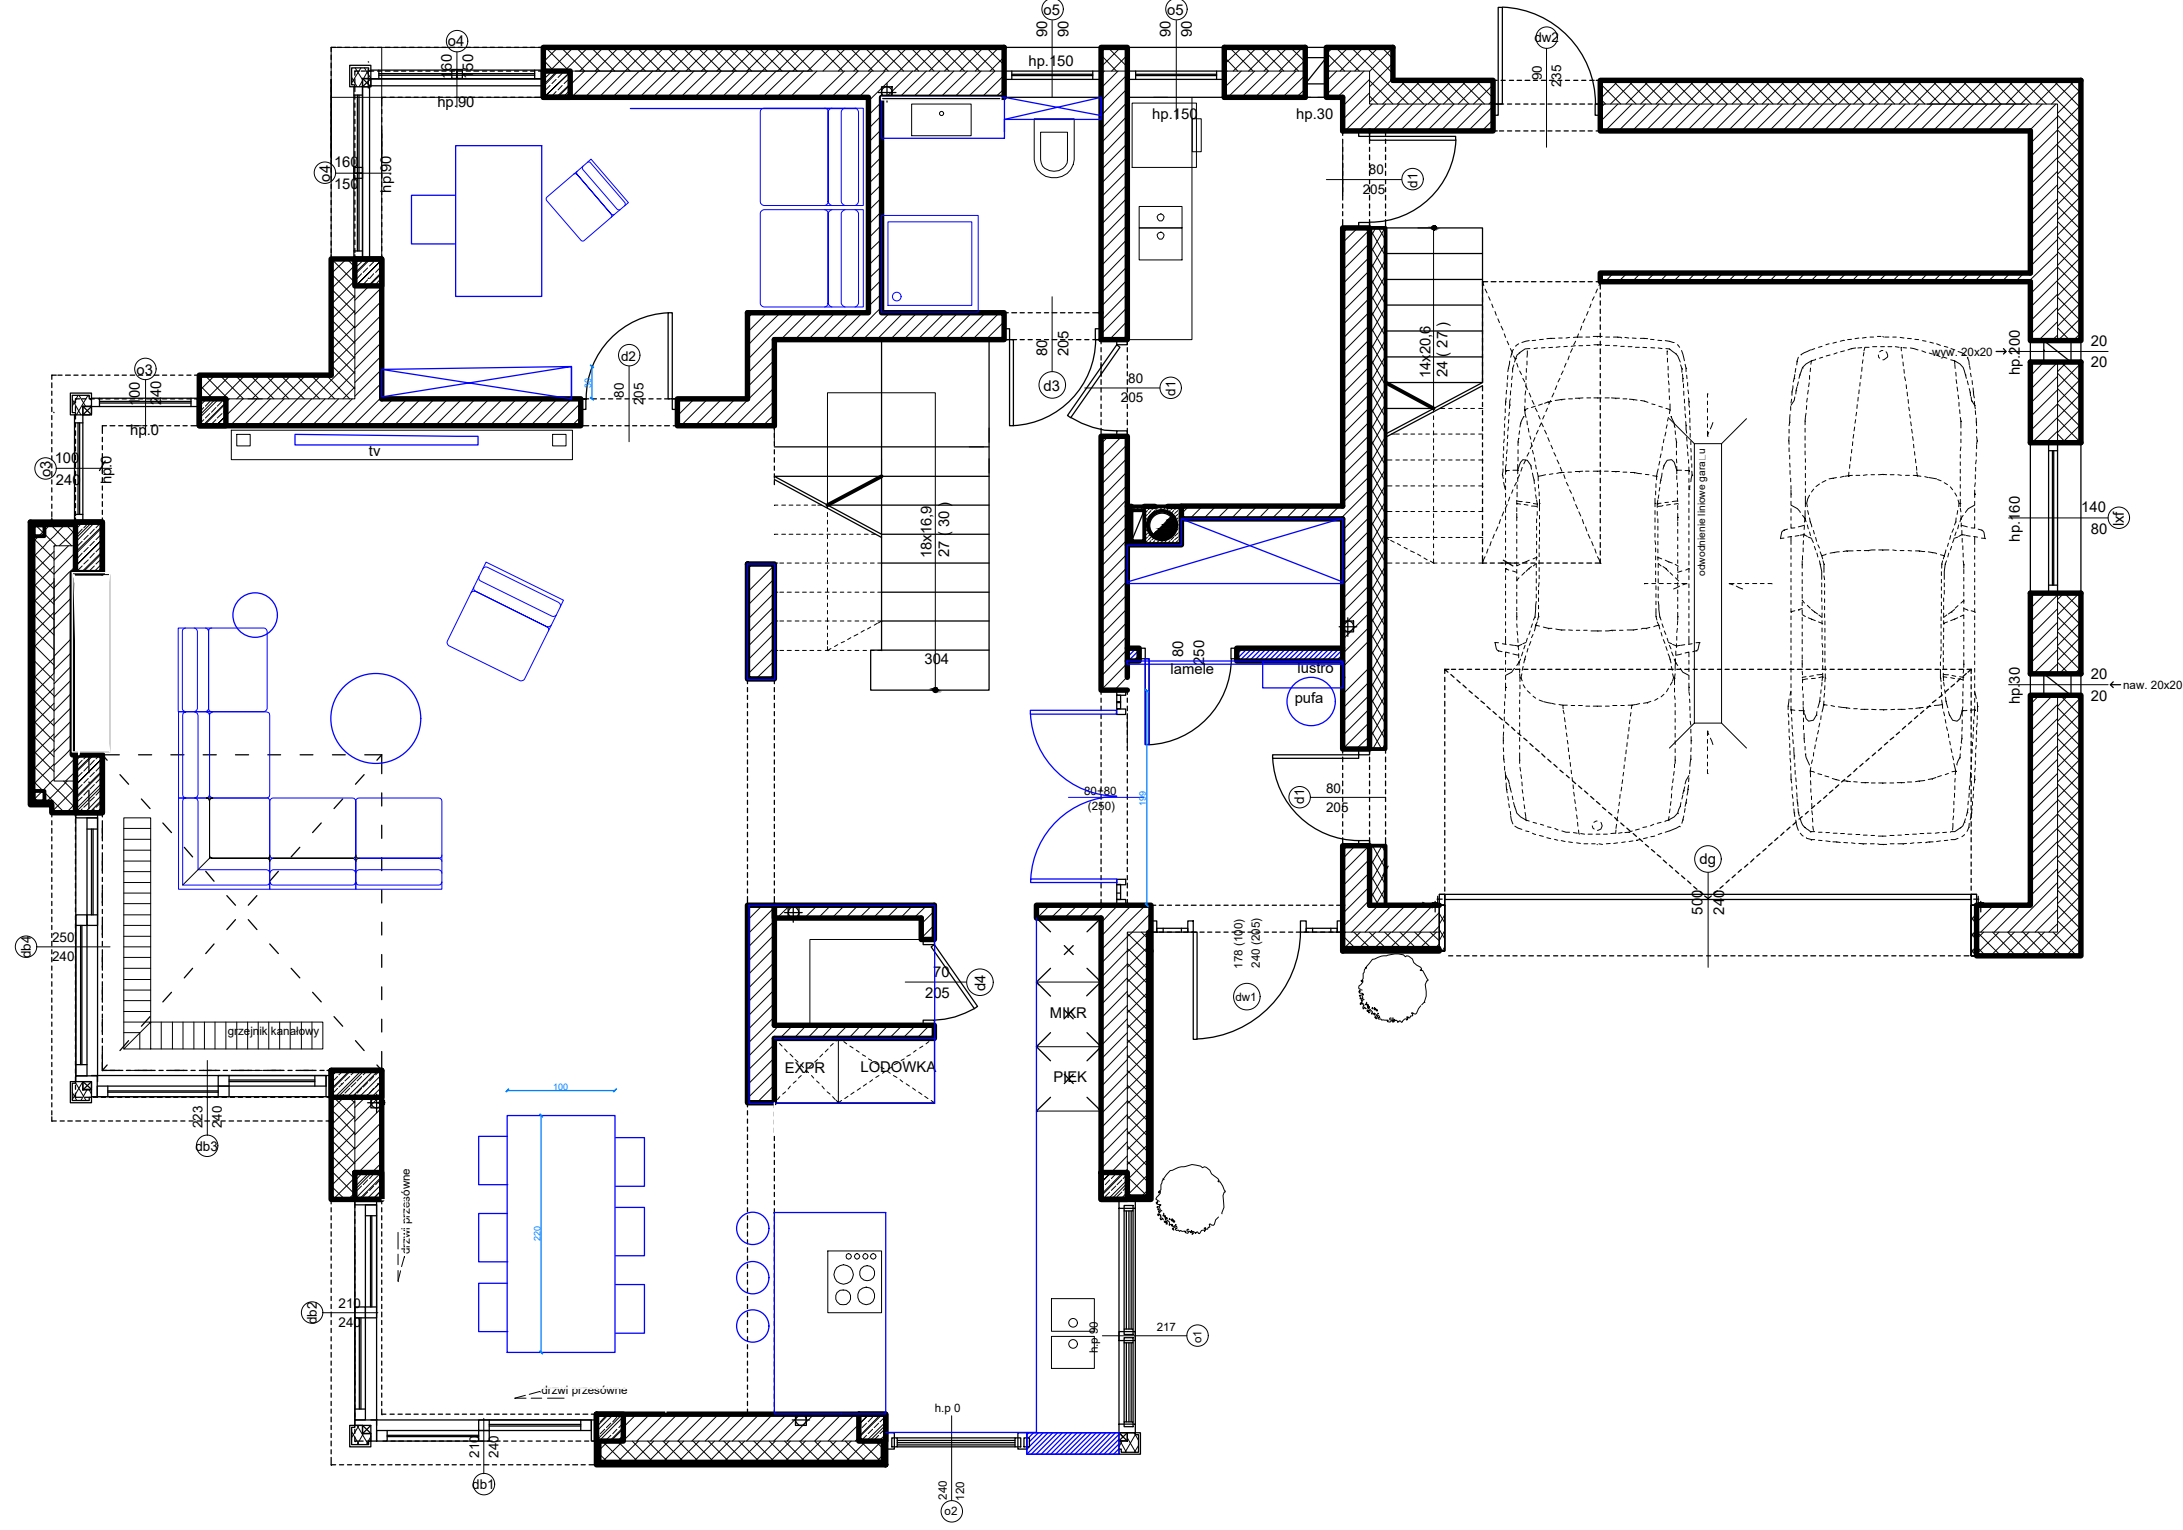 o4
160
150
hp.90
o5
90
90
hp.150
o5
90
90
hp.150
hp.30
dw2
90
235
o4
160
150
hp.90
80
205
d1
o3
100
240
hp.0
d2
80
205
90
80
205
d3
80
205
d1
14x20,6
24 ( 27 )
hp.200
wyw. 20x20
20
20
o3
100
240
hp.0
tv
18x16,9
27 ( 30 )
304
odwodnienie liniowe
hp.160
140
80
80
250
lamele
lustro
pufa
hp.30
20
20
naw. 20x20
80+80
(250)
199
d1
80
205
dg
500
240
db4
250
240
grzejnik kanałowy
70
205
d4
178 (100)
240 (205)
dw1
MIKR
PIEK
EXPR
LODOWKA
223
240
db3
100
220
drzwi przesówne
db2
210
240
h.p 90
217
o1
drzwi przesówne
210
240
db1
h.p 0
240
120
o2